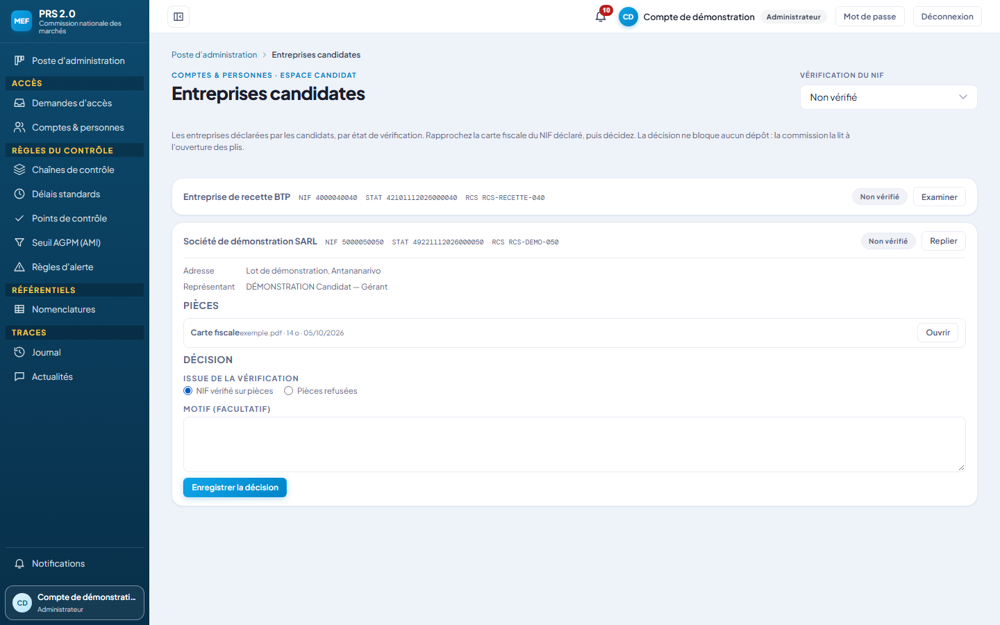 MEF
PRS 2.0
Commission nationale des
marchés
Poste d'administration
ACCÈS
Demandes d'accès
Comptes & personnes
RÈGLES DU CONTRÔLE
Chaînes de contrôle
Délais standards
Points de contrôle
Seuil AGPM (AMI)
Règles d'alerte
RÉFÉRENTIELS
Nomenclatures
TRACES
Journal
Actualités
Notifications
CD
Compte de démonstrati...
Administrateur
10
CD
Compte de démonstration
Administrateur
Mot de passe
Déconnexion
Poste d'administration > Entreprises candidates
COMPTES & PERSONNES · ESPACE CANDIDAT
Entreprises candidates
VÉRIFICATION DU NIF
Non vérifié
Les entreprises déclarées par les candidats, par état de vérification. Rapprochez la carte fiscale du NIF déclaré, puis décidez. La décision ne bloque aucun dépôt : la commission la lit à
l'ouverture des plis.
Entreprise de recette BTP NIF 4000040040 STAT 42101112026000040 RCS RCS-RECETTE-040
Non vérifié
Examiner
Société de démonstration SARL NIF 5000050050 STAT 49221112026000050 RCS RCS-DEMO-050
Non vérifié
Replier
Adresse Lot de démonstration, Antananarivo
Représentant DÉMONSTRATION Candidat — Gérant
PIÈCES
Carte fiscaleexemple.pdf · 14 o · 05/10/2026
Ouvrir
DÉCISION
ISSUE DE LA VÉRIFICATION
NIF vérifié sur pièces Pièces refusées
MOTIF (FACULTATIF)
Enregistrer la décision